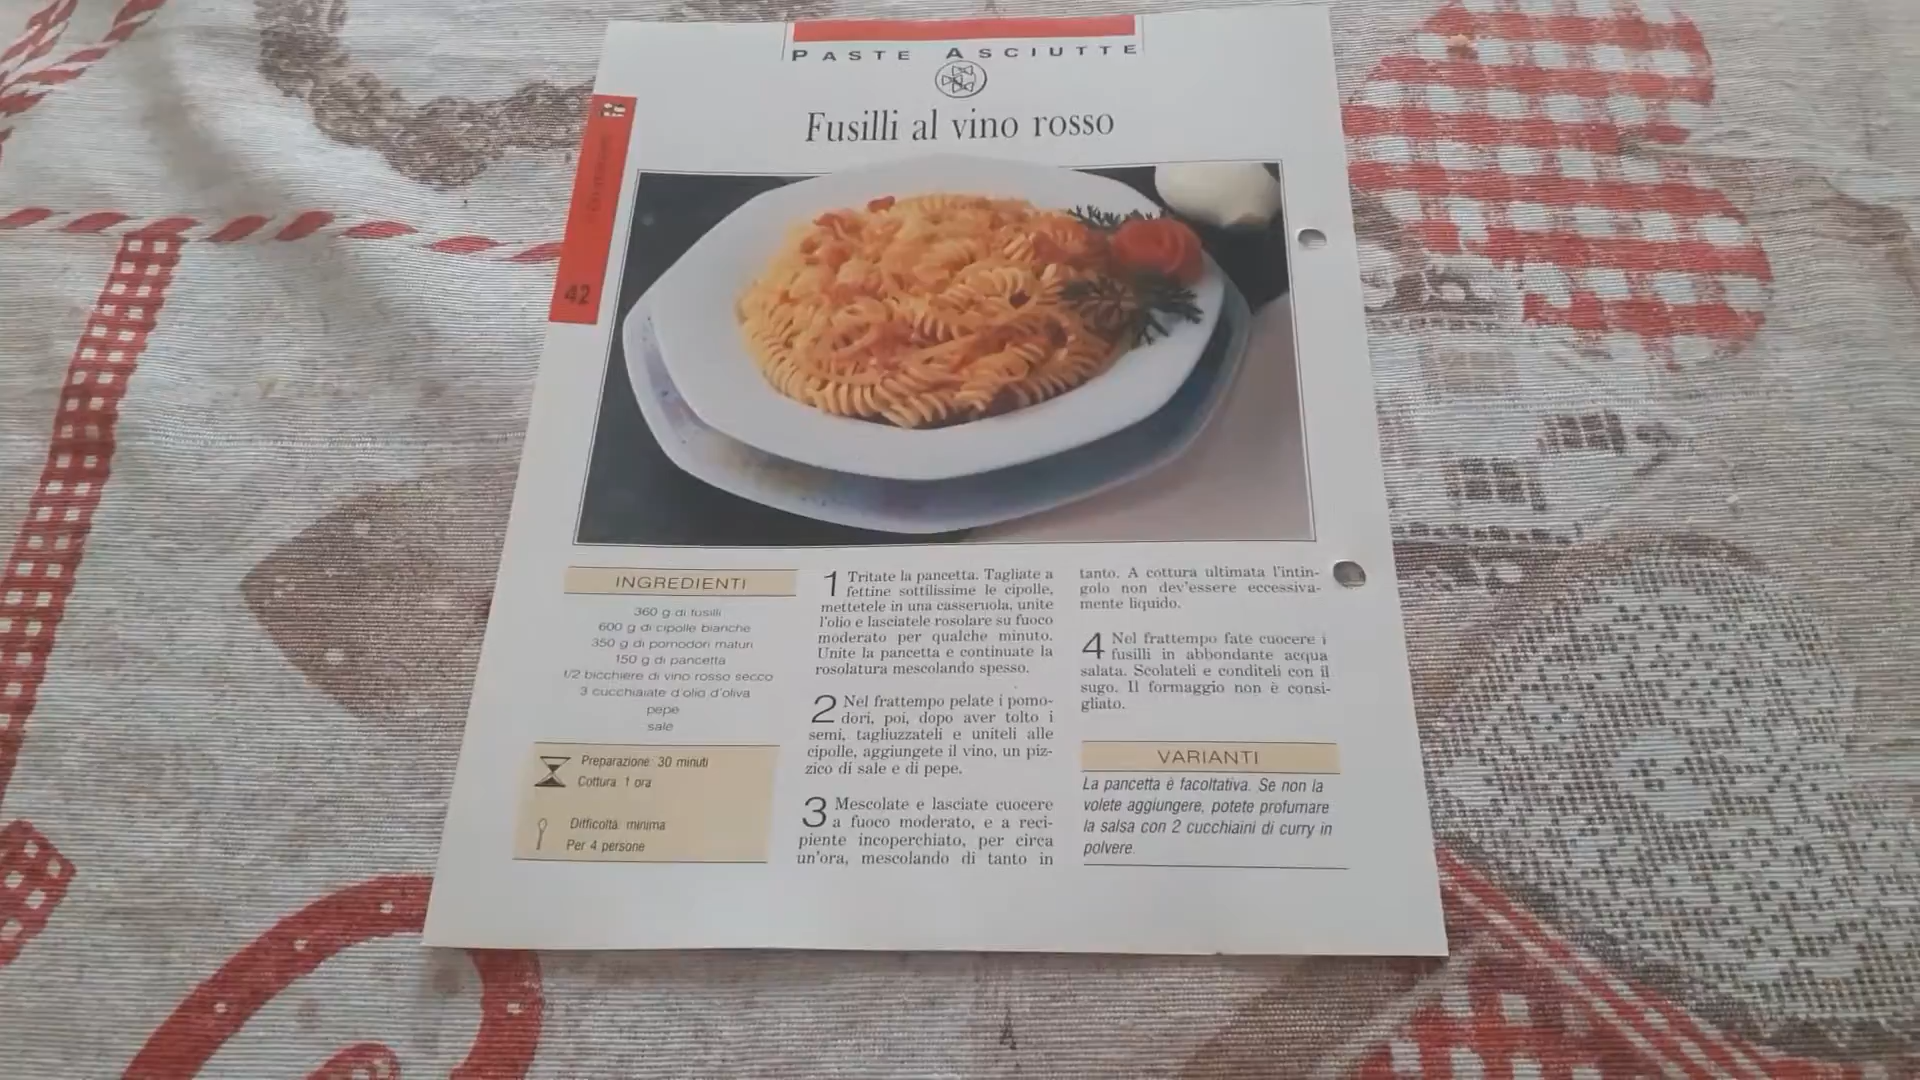 PASTE ASCIUTTE
Fusilli al vino rosso
42
INGREDIENTI
360 g di fusilli
600 g di cipolle bianche
350 g di pomodori maturi
150 g di pancetta
1/2 bicchiere di vino rosso secco
3 cucchiaiate d'olio d'oliva
pepe
sale
Preparazione: 30 minuti
Cottura: 1 ora
Difficoltà: minima
Per 4 persone
1 Tritate la pancetta. Tagliate a
fettine sottilissime le cipolle,
mettetele in una casseruola, unite
l'olio e lasciatele rosolare su fuoco
moderato per qualche minuto.
Unite la pancetta e continuate la
rosolatura mescolando spesso.
2 Nel frattempo pelate i pomo-
dori, poi, dopo aver tolto i
semi, tagliuzzateli e uniteli alle
cipolle, aggiungete il vino, un piz-
zico di sale e di pepe.
3 Mescolate e lasciate cuocere
a fuoco moderato, e a reci-
piente incoperchiato, per circa
un'ora, mescolando di tanto in
tanto. A cottura ultimata l'intin-
golo non dev'essere eccessiva-
mente liquido.
4 Nel frattempo fate cuocere i
fusilli in abbondante acqua
salata. Scolateli e conditeli con il
sugo. Il formaggio non è consi-
gliato.
VARIANTI
La pancetta è facoltativa. Se non la
volete aggiungere, potete profumare
la salsa con 2 cucchiaini di curry in
polvere.